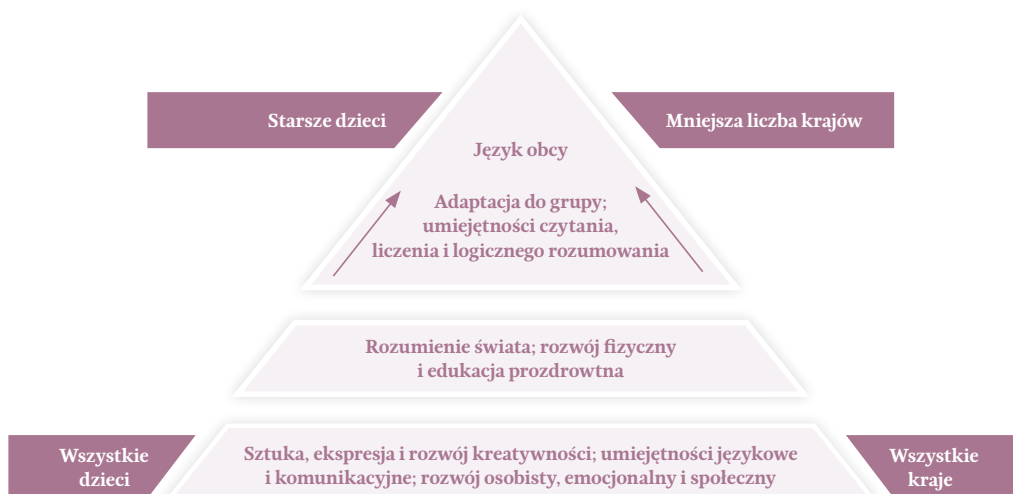 Starsze dzieci
Mniejsza liczba krajów
Język obcy
Adaptacja do grupy;
umiejętności czytania,
liczenia i logicznego rozumowania
Rozumienie świata; rozwój fizyczny
i edukacja prozdrowtna
Wszystkie
dzieci
Sztuka, ekspresja i rozwój kreatywności; umiejętności językowe
i komunikacyjne; rozwój osobisty, emocjonalny i społeczny
Wszystkie
kraje